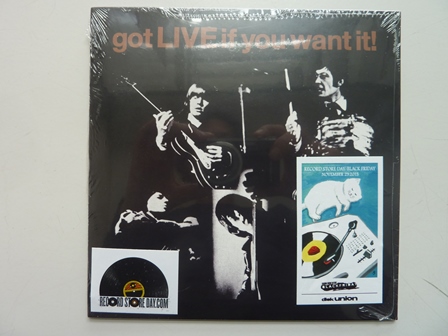 got LIVE if you want it!
RECORD STORE DAY BLACK FRIDAY
RECORD STORE DAY.COM
disk union